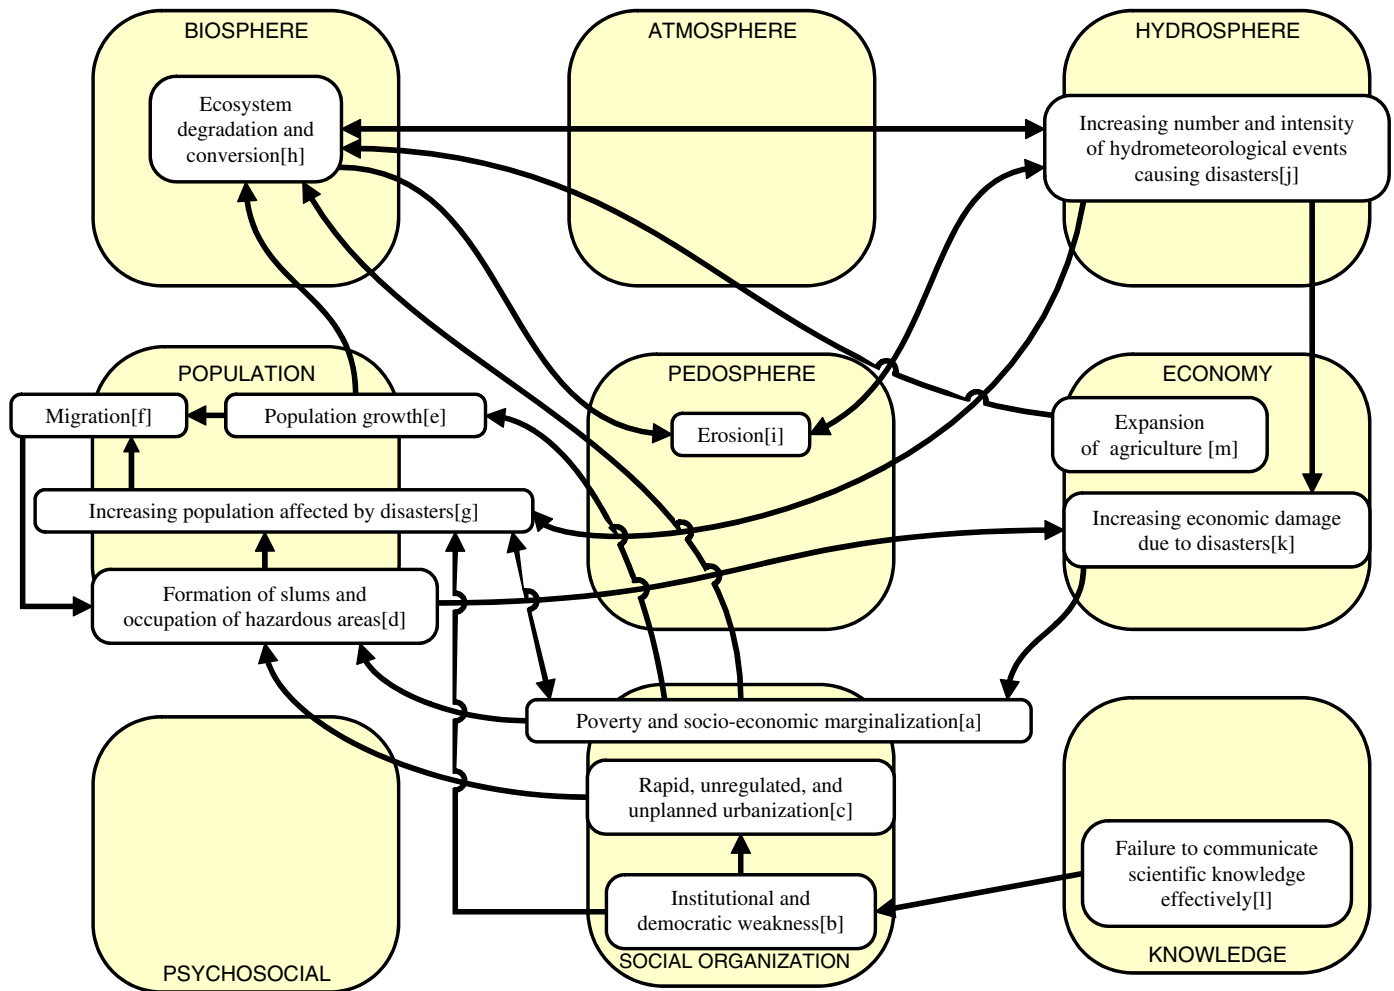 BIOSPHERE
Ecosystem
degradation and
conversion[h]
ATMOSPHERE
HYDROSPHERE
Increasing number and intensity
of hydrometeorological events
causing disasters[j]
POPULATION
Migration[f]
Population growth[e]
Increasing population affected by disasters[g]
Formation of slums and
occupation of hazardous areas[d]
PEDOSPHERE
Erosion[i]
ECONOMY
Expansion
of agriculture [m]
Increasing economic damage
due to disasters[k]
PSYCHOSOCIAL
Poverty and socio-economic marginalization[a]
Rapid, unregulated, and
unplanned urbanization[c]
Institutional and
democratic weakness[b]
SOCIAL ORGANIZATION
Failure to communicate
scientific knowledge
effectively[l]
KNOWLEDGE